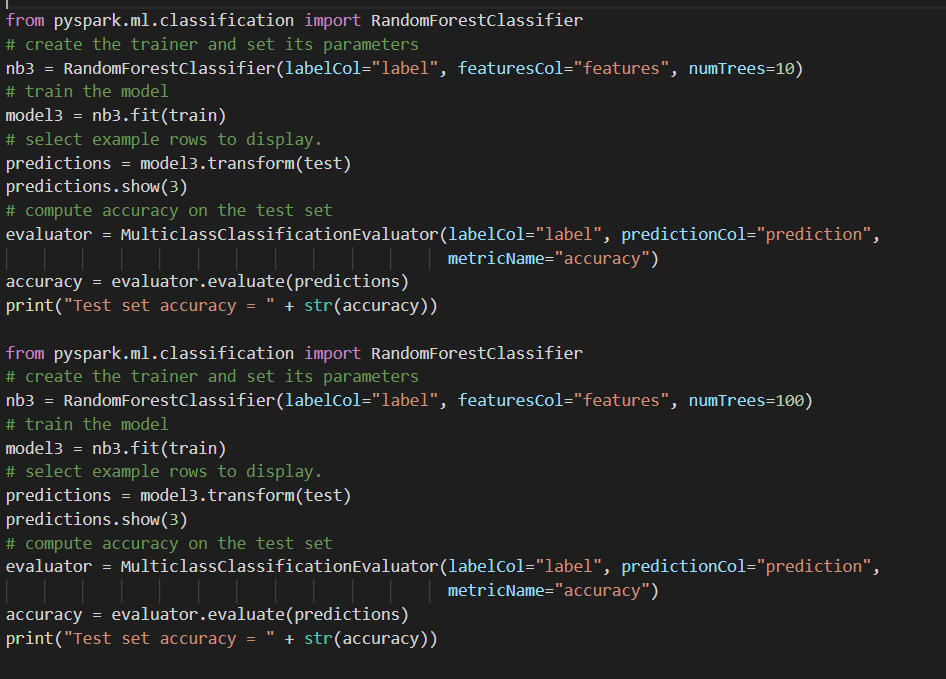 from pyspark.ml.classification import RandomForestClassifier
# create the trainer and set its parameters
nb3 = RandomForestClassifier(labelCol="label", featuresCol="features", numTrees=10)
# train the model
model3 = nb3.fit(train)
# select example rows to display.
predictions = model3.transform(test)
predictions.show(3)
# compute accuracy on the test set
evaluator = MulticlassClassificationEvaluator(labelCol="label", predictionCol="prediction",
                                              metricName="accuracy")
accuracy = evaluator.evaluate(predictions)
print("Test set accuracy = " + str(accuracy))

from pyspark.ml.classification import RandomForestClassifier
# create the trainer and set its parameters
nb3 = RandomForestClassifier(labelCol="label", featuresCol="features", numTrees=100)
# train the model
model3 = nb3.fit(train)
# select example rows to display.
predictions = model3.transform(test)
predictions.show(3)
# compute accuracy on the test set
evaluator = MulticlassClassificationEvaluator(labelCol="label", predictionCol="prediction",
                                              metricName="accuracy")
accuracy = evaluator.evaluate(predictions)
print("Test set accuracy = " + str(accuracy))